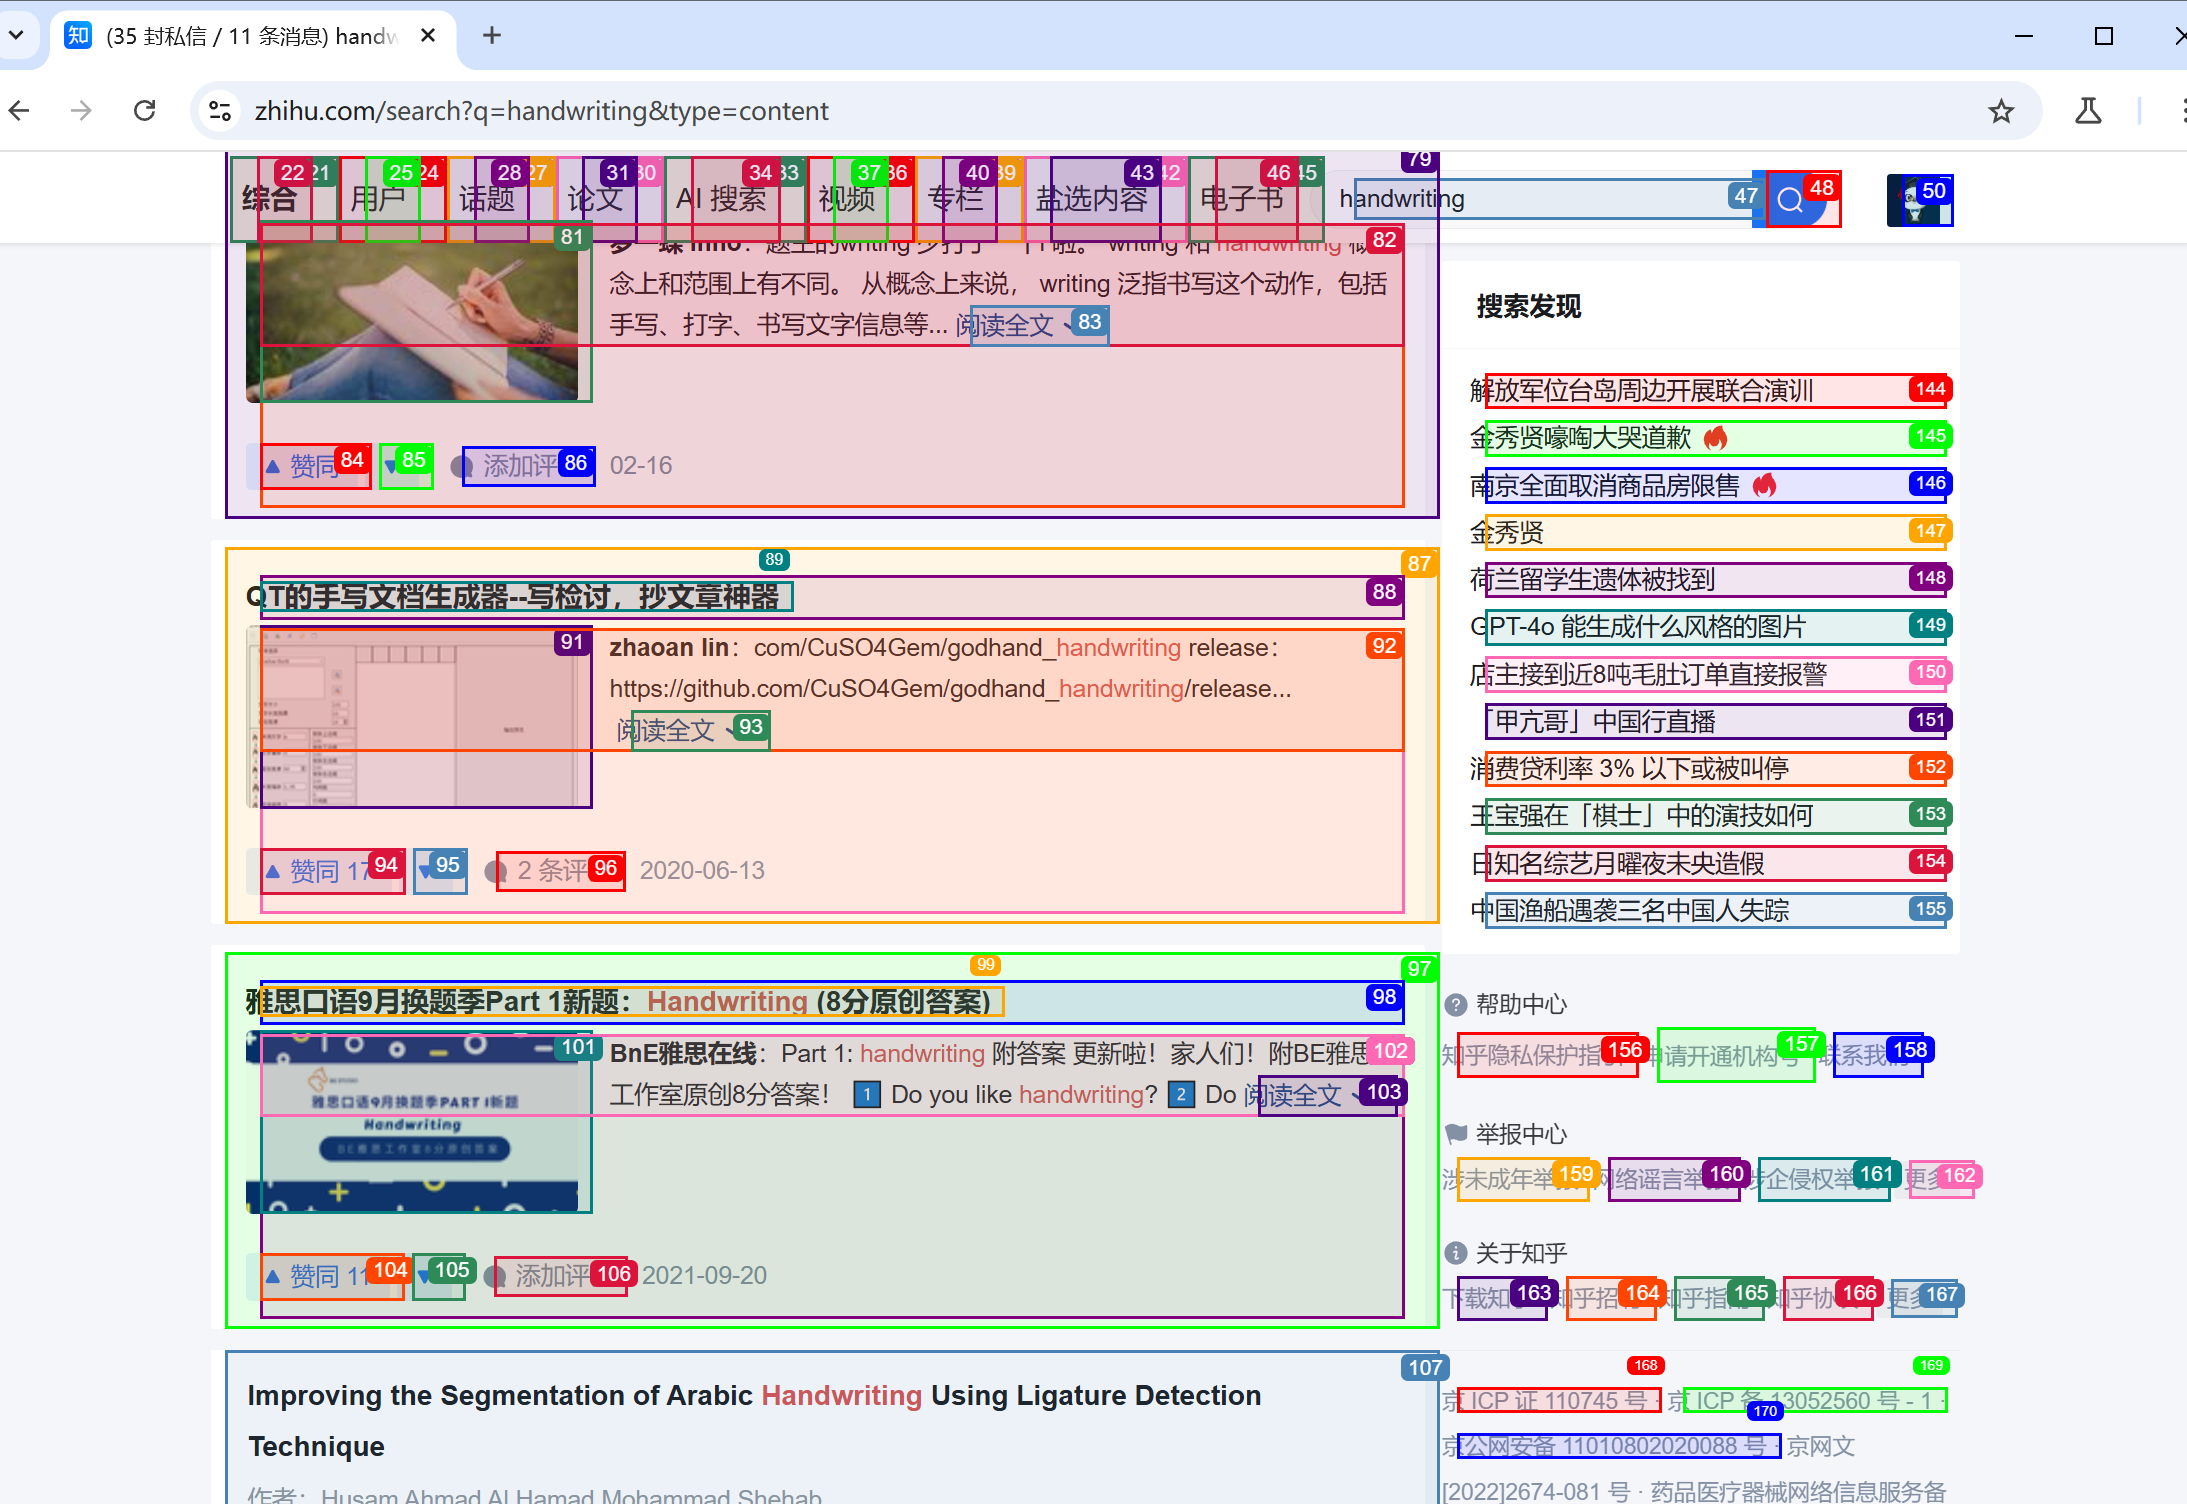 (35 封私信 / 11 条消息) handw
zhihu.com/search?q=handwriting&type=content
22 21 25 24 28 27 31 30 34 33 37 36 40 39 43 42 46 45 79
综合 用户 话题 论文 AI 搜索 视频 专栏 盐选内容 电子书
handwriting 47 48 50
81 82
writing 和 handwriting 概
念上和范围上有不同。 从概念上来说， writing 泛指书写这个动作，包括
手写、打字、书写文字信息等... 阅读全文 83
赞同 84 85 添加评 86 02-16
89 87
QT的手写文档生成器--写检讨，抄文章神器 88
91 92
zhaoan lin：com/CuSO4Gem/godhand_handwriting release：
https://github.com/CuSO4Gem/godhand_handwriting/release...
阅读全文 93
赞同 17 94 95 2 条评 96 2020-06-13
99 97
雅思口语9月换题季Part 1新题：Handwriting (8分原创答案) 98
101 102
BnE雅思在线：Part 1: handwriting 附答案 更新啦！家人们！附BE雅思
工作室原创8分答案！ 1 Do you like handwriting? 2 Do 阅读全文 103
雅思口语9月换题季PART 1新题
Handwriting
BE雅思工作室8分原创答案
赞同 11 104 105 添加评 106 2021-09-20
107
Improving the Segmentation of Arabic Handwriting Using Ligature Detection
Technique
作者：Husam Ahmad Al Hamad Mohammad Shehab
搜索发现
解放军位台岛周边开展联合演训 144
金秀贤嚎啕大哭道歉 145
南京全面取消商品房限售 146
金秀贤 147
荷兰留学生遗体被找到 148
GPT-4o 能生成什么风格的图片 149
店主接到近8吨毛肚订单直接报警 150
「甲亢哥」中国行直播 151
消费贷利率 3% 以下或被叫停 152
王宝强在「棋士」中的演技如何 153
日知名综艺月曜夜未央造假 154
中国渔船遇袭三名中国人失踪 155
帮助中心
知乎隐私保护指 156 申请开通机构号 157 联系我 158
举报中心
涉未成年举 159 网络谣言举 160 涉企侵权举 161 更多 162
关于知乎
下载知 163 知乎招 164 知乎指 165 知乎协 166 更多 167
168 169
京 ICP 证 110745 号 · 京 ICP 备 13052560 号 - 1 ·
170
京公网安备 11010802020088 号 · 京网文
[2022]2674-081 号 · 药品医疗器械网络信息服务备